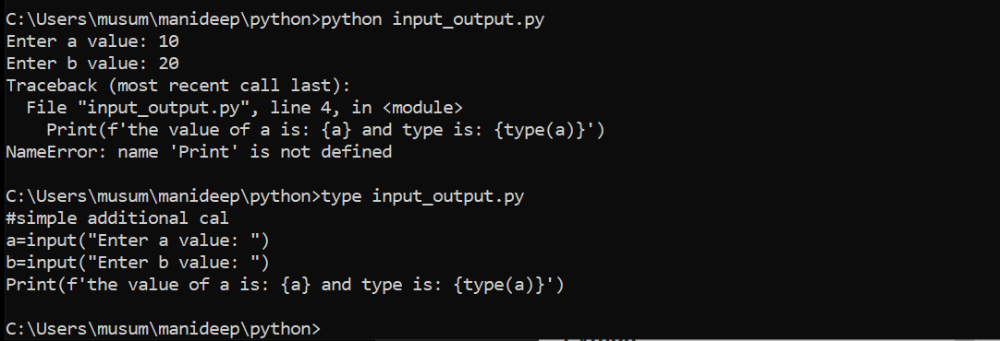 C:\Users\musum\manideep\python>python input_output.py
Enter a value: 10
Enter b value: 20
Traceback (most recent call last):
  File "input_output.py", line 4, in <module>
    Print(f'the value of a is: {a} and type is: {type(a)}')
NameError: name 'Print' is not defined

C:\Users\musum\manideep\python>type input_output.py
#simple additional cal
a=input("Enter a value: ")
b=input("Enter b value: ")
Print(f'the value of a is: {a} and type is: {type(a)}')

C:\Users\musum\manideep\python>